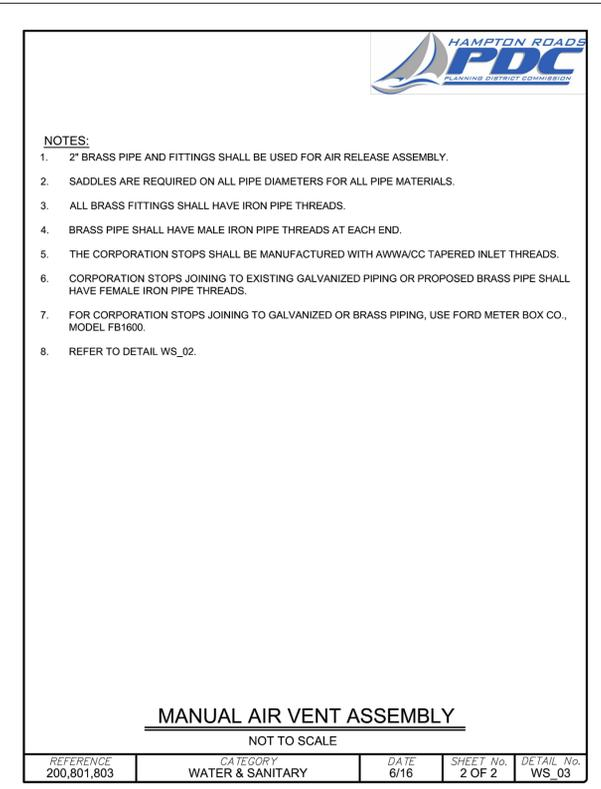 HAMPTON ROADS
PDC
PLANNING DISTRICT COMMISSION
NOTES:
1. 2" BRASS PIPE AND FITTINGS SHALL BE USED FOR AIR RELEASE ASSEMBLY.
2. SADDLES ARE REQUIRED ON ALL PIPE DIAMETERS FOR ALL PIPE MATERIALS.
3. ALL BRASS FITTINGS SHALL HAVE IRON PIPE THREADS.
4. BRASS PIPE SHALL HAVE MALE IRON PIPE THREADS AT EACH END.
5. THE CORPORATION STOPS SHALL BE MANUFACTURED WITH AWWA/CC TAPERED INLET THREADS.
6. CORPORATION STOPS JOINING TO EXISTING GALVANIZED PIPING OR PROPOSED BRASS PIPE SHALL
HAVE FEMALE IRON PIPE THREADS.
7. FOR CORPORATION STOPS JOINING TO GALVANIZED OR BRASS PIPING, USE FORD METER BOX CO.,
MODEL FB1600.
8. REFER TO DETAIL WS_02.
MANUAL AIR VENT ASSEMBLY
NOT TO SCALE
REFERENCE CATEGORY DATE SHEET No. DETAIL No.
200,801,803 WATER & SANITARY 6/16 2 OF 2 WS_03